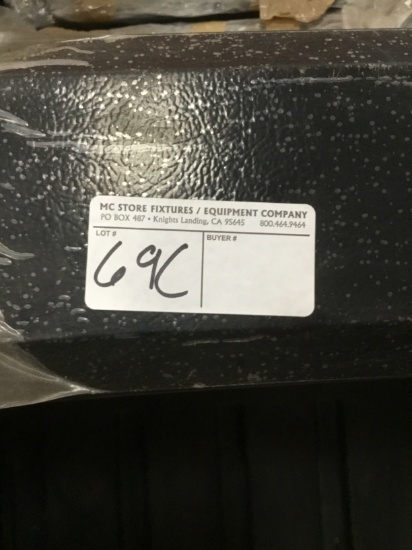 MC STORE FIXTURES / EQUIPMENT COMPANY
PO BOX 487 • Knights Landing, CA 95645 800.464.9464
LOT # BUYER #
69C